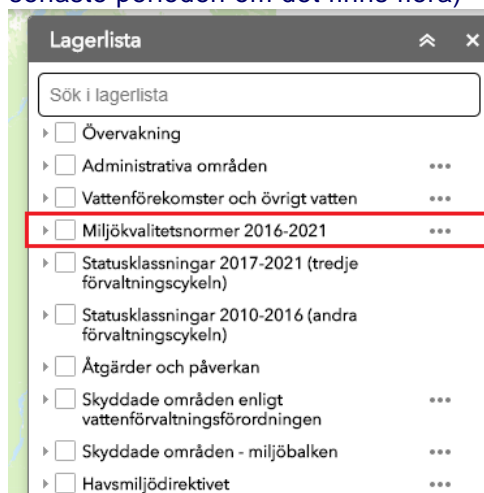 senaste perioden om det finns flera)
Lagerlista
Sök i lagerlista
Övervakning
Administrativa områden
Vattenförekomster och övrigt vatten
Miljökvalitetsnormer 2016-2021
Statusklassningar 2017-2021 (tredje
förvaltningscykeln)
Statusklassningar 2010-2016 (andra
förvaltningscykeln)
Åtgärder och påverkan
Skyddade områden enligt
vattenförvaltningsförordningen
Skyddade områden - miljöbalken
Havsmiljödirektivet